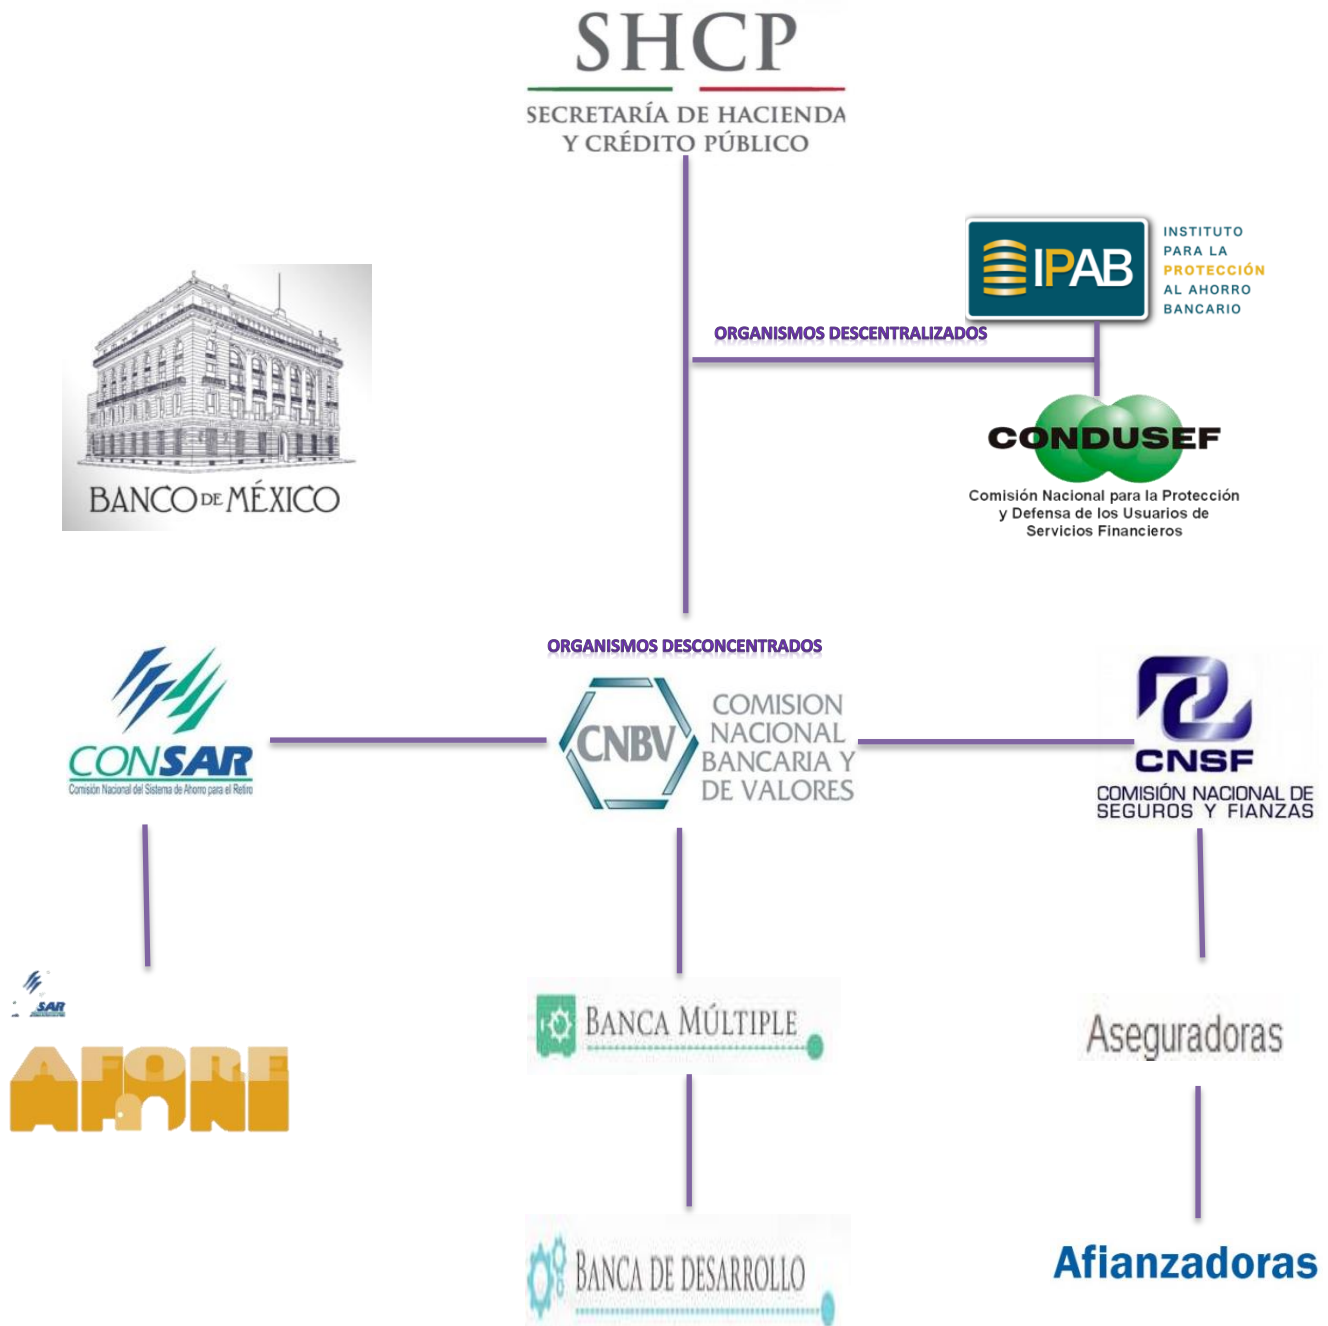 SHCP
SECRETARÍA DE HACIENDA
Y CRÉDITO PÚBLICO
IPAB
INSTITUTO
PARA LA
PROTECCIÓN
AL AHORRO
BANCARIO
ORGANISMOS DESCENTRALIZADOS
BANCO DE MÉXICO
CONDUSEF
Comisión Nacional para la Protección
y Defensa de los Usuarios de
Servicios Financieros
ORGANISMOS DESCONCENTRADOS
CONSAR
Comisión Nacional del Sistema de Ahorro para el Retiro
CNBV
COMISION
NACIONAL
BANCARIA Y
DE VALORES
CNSF
COMISIÓN NACIONAL DE
SEGUROS Y FIANZAS
SAR
AFORE
BANCA MÚLTIPLE
Aseguradoras
BANCA DE DESARROLLO
Afianzadoras